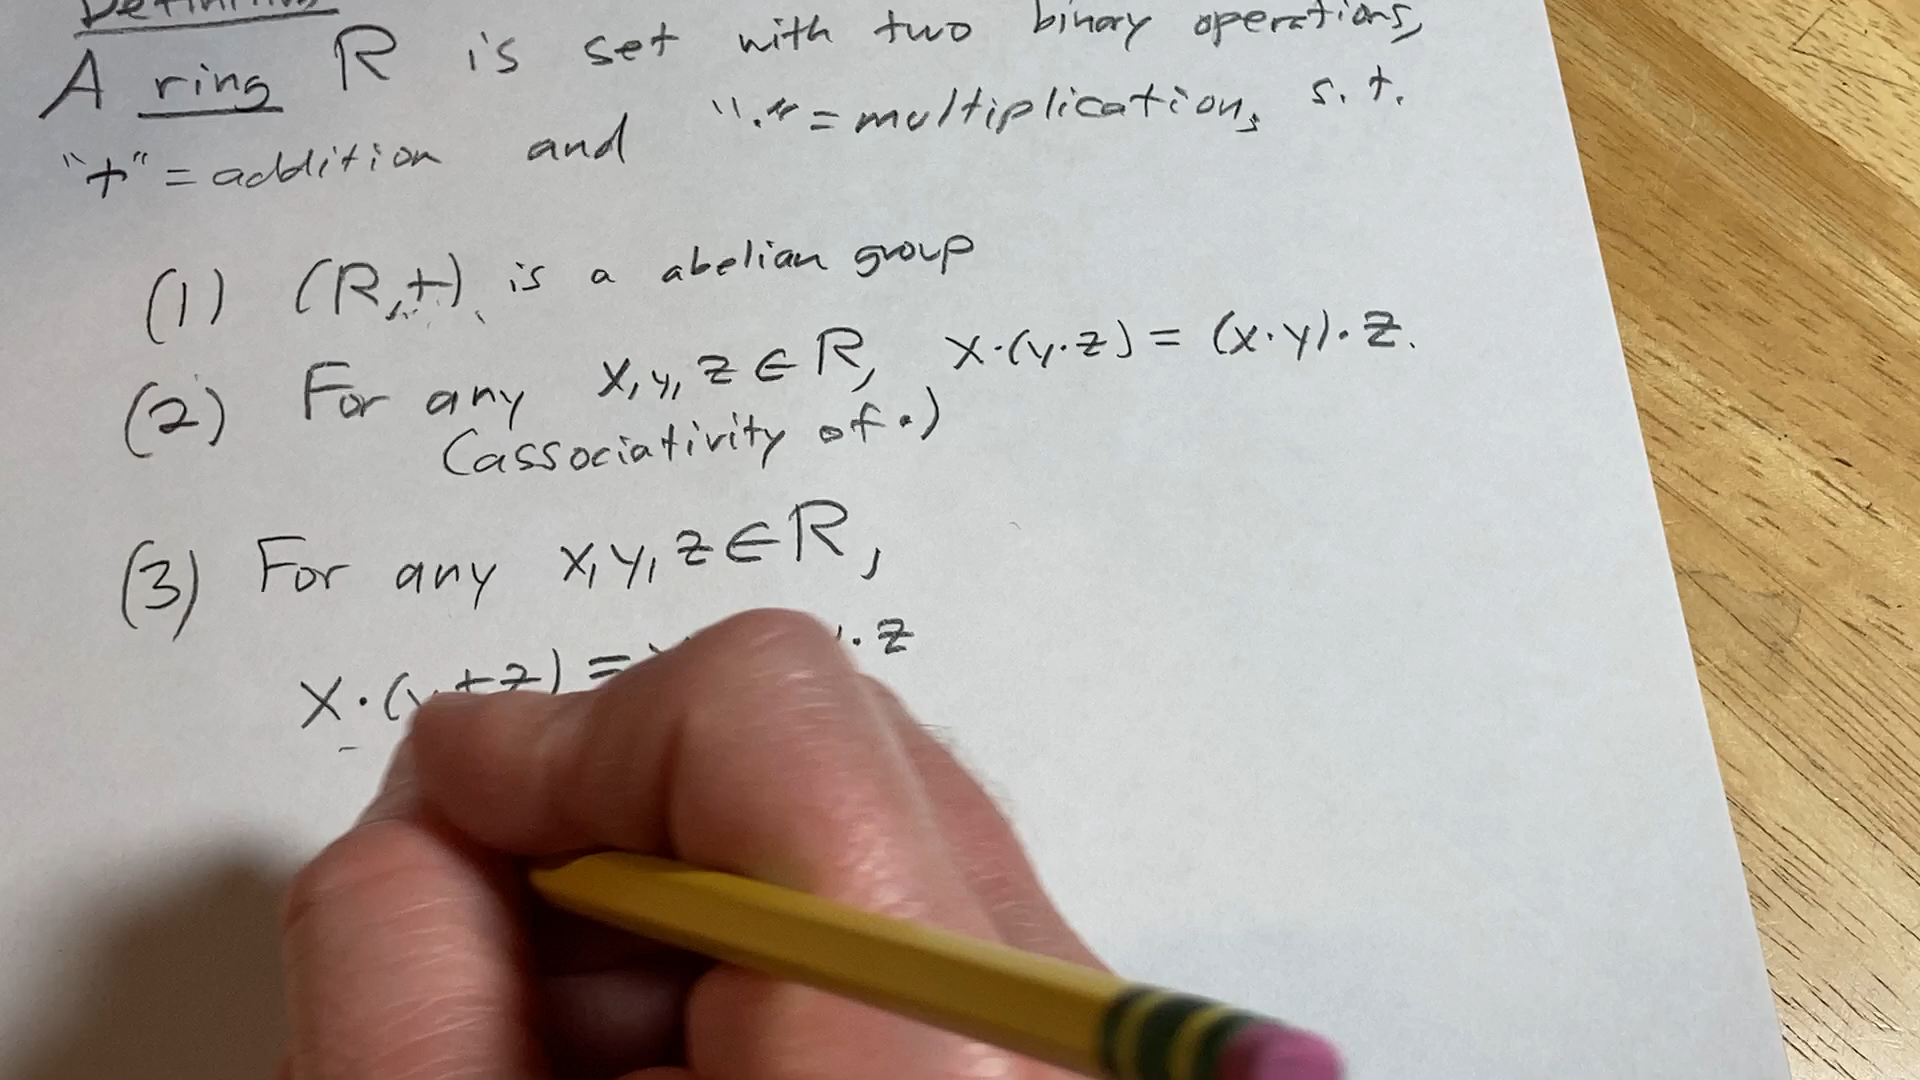 Definition
A ring R is set with two binary operations,
"+" = addition and "·" = multiplication, s.t.
(1) (R,+) is a abelian group
(2) For any x, y, z ∈ R, x·(y·z) = (x·y)·z.
(associativity of ·)
(3) For any x, y, z ∈ R,
x·(y+z) = ·z